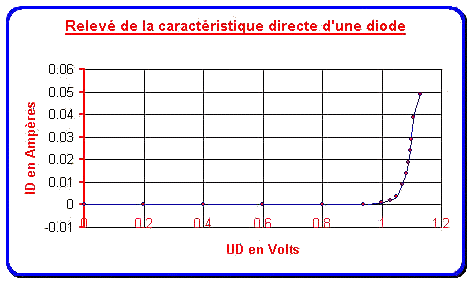 Relevé de la caractéristique directe d'une diode
ID en Ampères
0.06
0.05
0.04
0.03
0.02
0.01
0
-0.01
0 0.2 0.4 0.6 0.8 1 1.2
UD en Volts